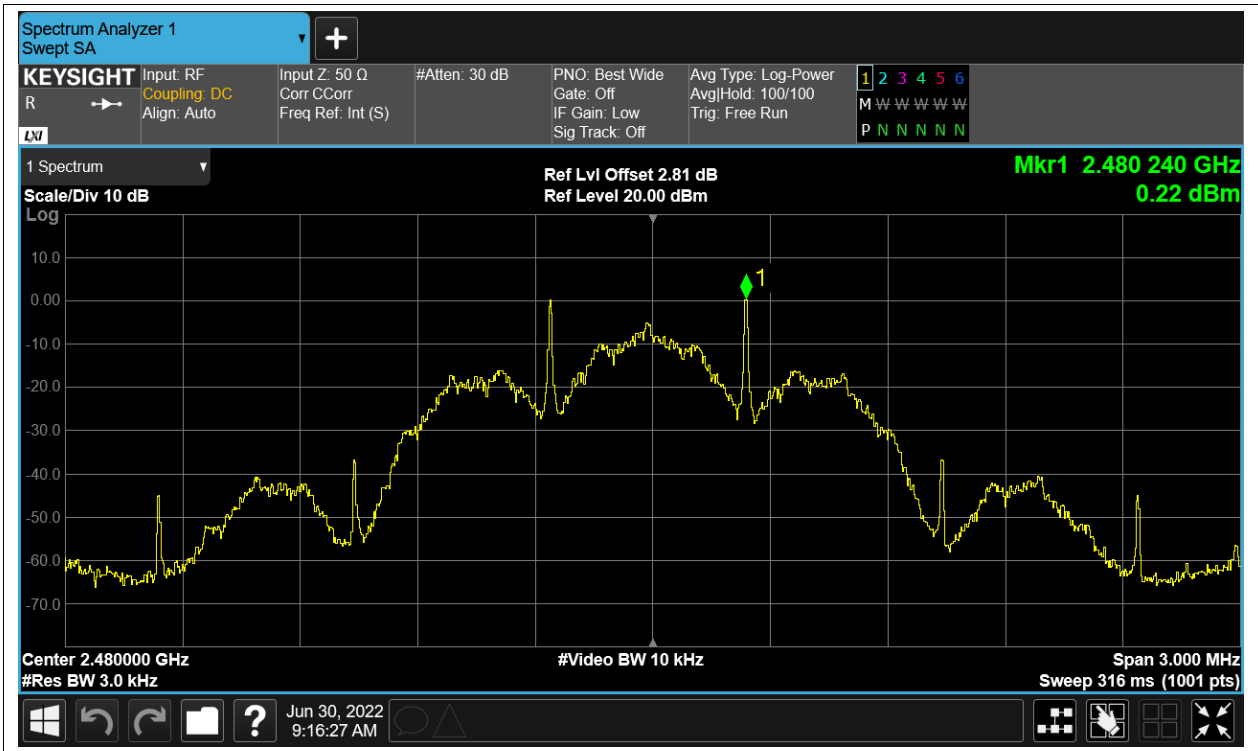 Spectrum Analyzer 1
Swept SA
+
KEYSIGHT
R
LXI
Input: RF
Coupling: DC
Align: Auto
Input Z: 50 Ω
Corr CCorr
Freq Ref: Int (S)
#Atten: 30 dB
PNO: Best Wide
Gate: Off
IF Gain: Low
Sig Track: Off
Avg Type: Log-Power
Avg|Hold: 100/100
Trig: Free Run
1 2 3 4 5 6
M W W W W W W
P N N N N N N
1 Spectrum
Scale/Div 10 dB
Log
Ref Lvl Offset 2.81 dB
Ref Level 20.00 dBm
Mkr1 2.480 240 GHz
0.22 dBm
1
10.0
0.00
-10.0
-20.0
-30.0
-40.0
-50.0
-60.0
-70.0
Center 2.480000 GHz
#Res BW 3.0 kHz
#Video BW 10 kHz
Span 3.000 MHz
Sweep 316 ms (1001 pts)
?
Jun 30, 2022
9:16:27 AM